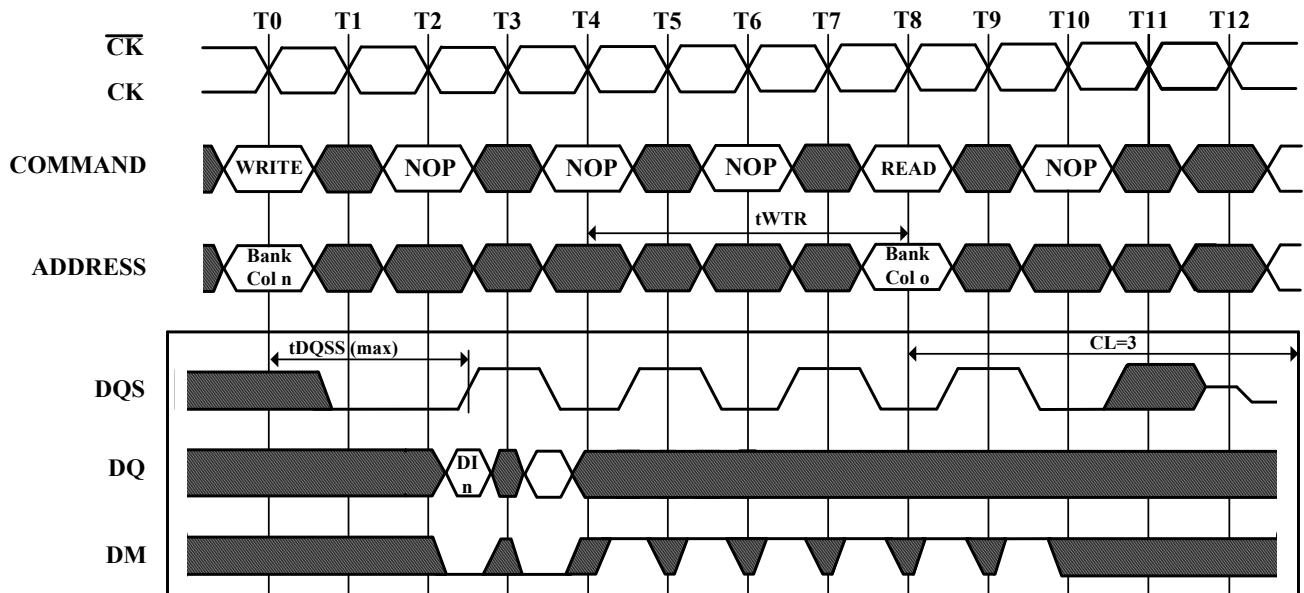 T0 T1 T2 T3 T4 T5 T6 T7 T8 T9 T10 T11 T12
CK
CK
COMMAND WRITE NOP NOP NOP READ NOP
tWTR
ADDRESS Bank Col n Bank Col o
tDQSS (max) CL=3
DQS
DQ DI n
DM